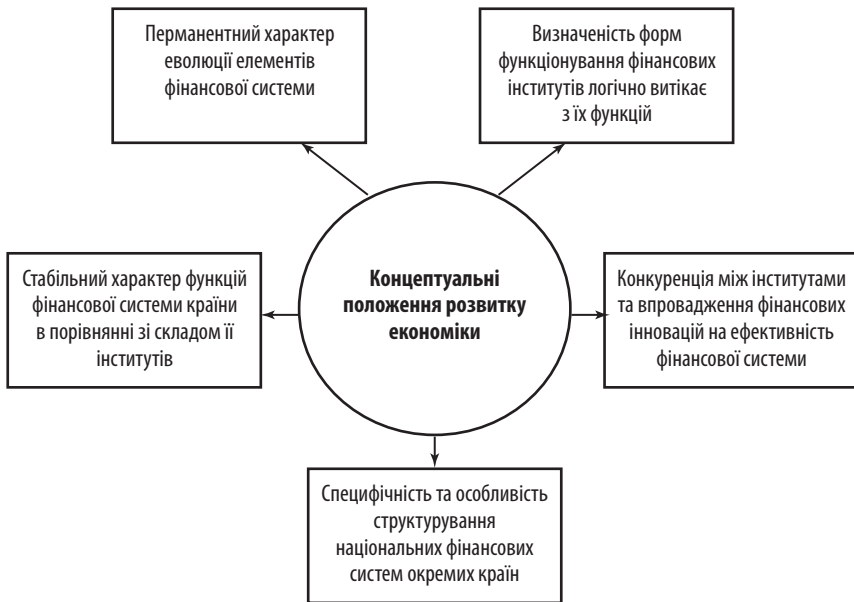 Перманентний характер
еволюції елементів
фінансової системи
Визначеність форм
функціонування фінансових
інститутів логічно витікає
з їх функцій
Стабільний характер функцій
фінансової системи країни
в порівнянні зі складом її
інститутів
Концептуальні
положення розвитку
економіки
Конкуренція між інститутами
та впровадження фінансових
інновацій на ефективність
фінансової системи
Специфічність та особливість
структурування
національних фінансових
систем окремих країн